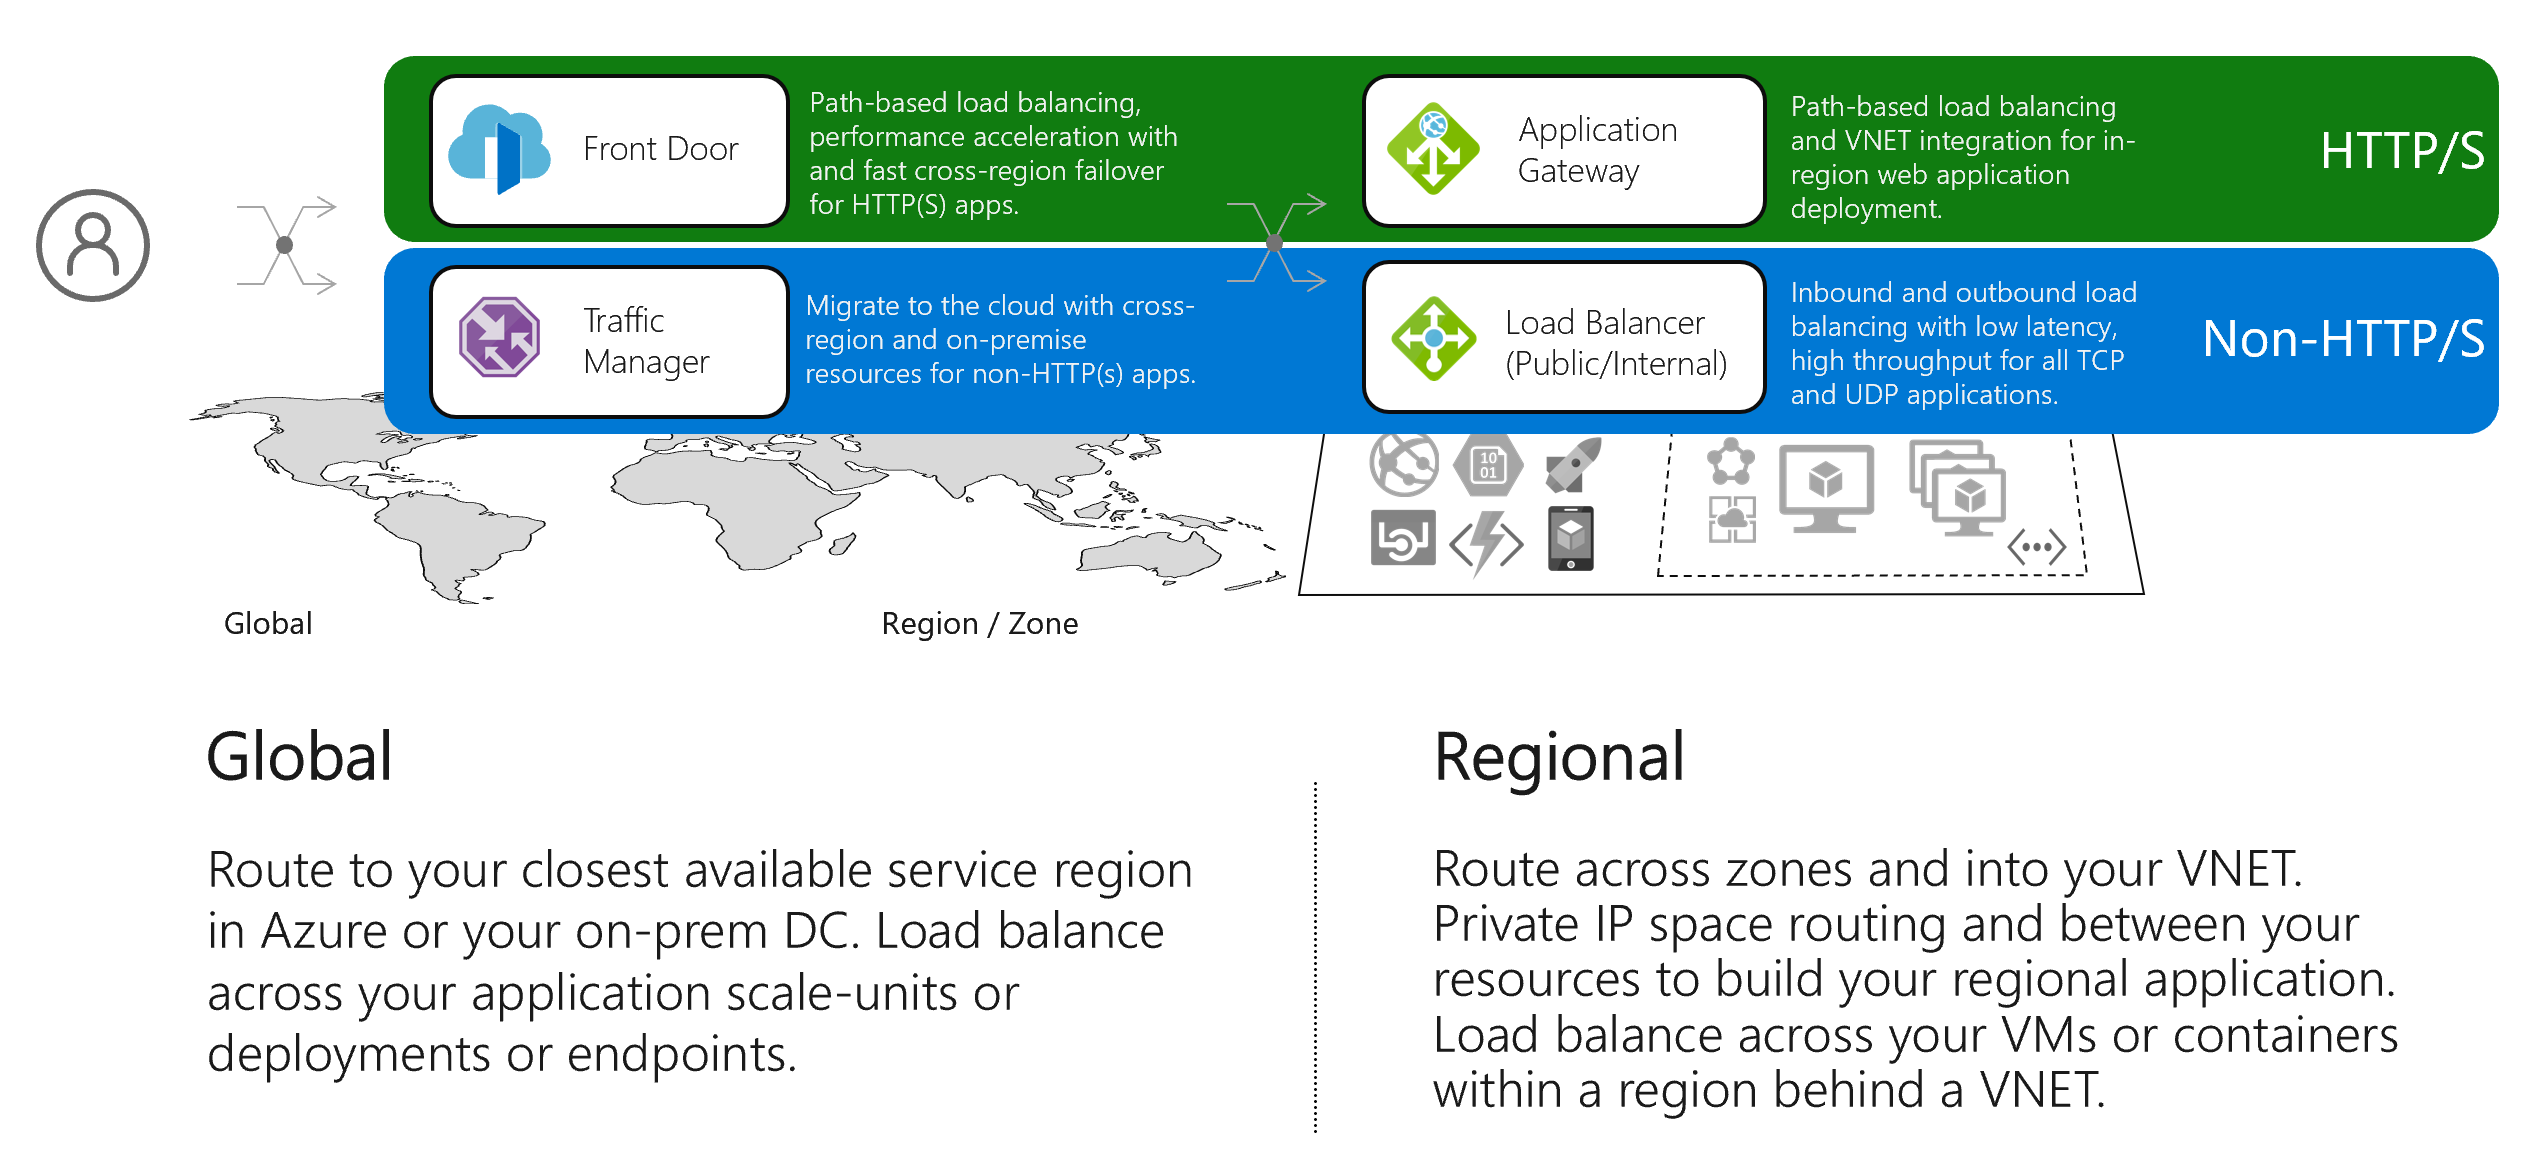 Front Door
Path-based load balancing,
performance acceleration with
and fast cross-region failover
for HTTP(S) apps.
Application
Gateway
Path-based load balancing
and VNET integration for in-
region web application
deployment.
HTTP/S
Traffic
Manager
Migrate to the cloud with cross-
region and on-premise
resources for non-HTTP(s) apps.
Load Balancer
(Public/Internal)
Inbound and outbound load
balancing with low latency,
high throughput for all TCP
and UDP applications.
Non-HTTP/S
10
01
Global
Region / Zone
Global
Route to your closest available service region
in Azure or your on-prem DC. Load balance
across your application scale-units or
deployments or endpoints.
Regional
Route across zones and into your VNET.
Private IP space routing and between your
resources to build your regional application.
Load balance across your VMs or containers
within a region behind a VNET.